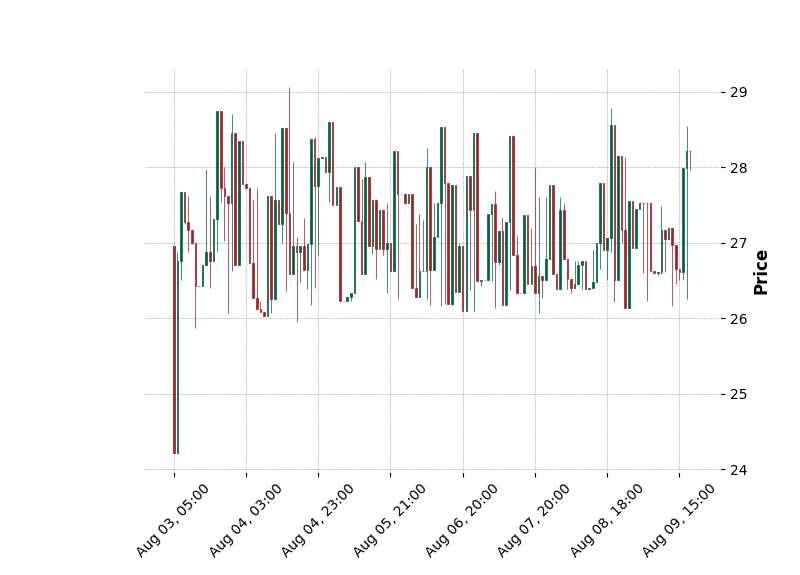 29
28
27
26
25
24
Price
Aug 03, 05:00
Aug 04, 03:00
Aug 04, 23:00
Aug 05, 21:00
Aug 06, 20:00
Aug 07, 20:00
Aug 08, 18:00
Aug 09, 15:00